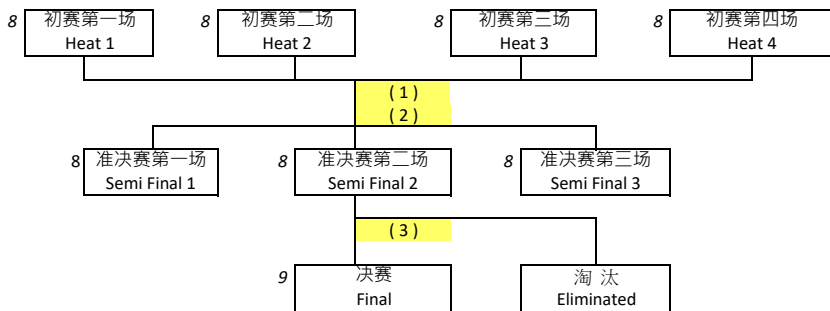 8 初赛第一场 8 初赛第二场 8 初赛第三场 8 初赛第四场
Heat 1 Heat 2 Heat 3 Heat 4
( 1 )
( 2 )
8 准决赛第一场 8 准决赛第二场 8 准决赛第三场
Semi Final 1 Semi Final 2 Semi Final 3
( 3 )
9 决赛 淘 汰
Final Eliminated